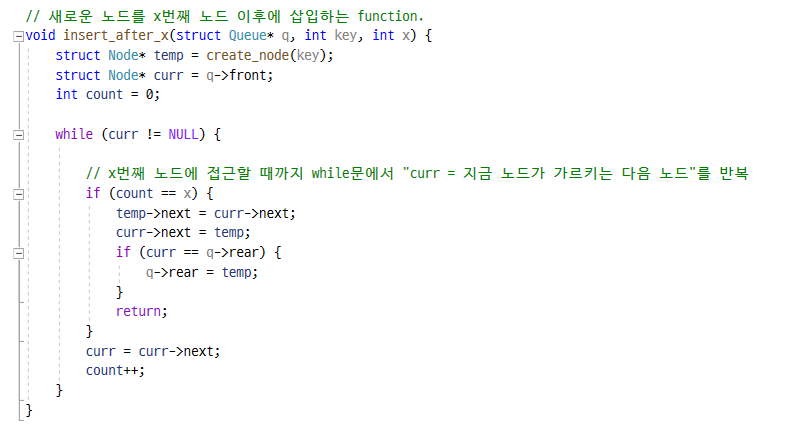 // 새로운 노드를 x번째 노드 이후에 삽입하는 function.
void insert_after_x(struct Queue* q, int key, int x) {
    struct Node* temp = create_node(key);
    struct Node* curr = q->front;
    int count = 0;

    while (curr != NULL) {

        // x번째 노드에 접근할 때까지 while문에서 "curr = 지금 노드가 가르키는 다음 노드"를 반복
        if (count == x) {
            temp->next = curr->next;
            curr->next = temp;
            if (curr == q->rear) {
                q->rear = temp;
            }
            return;
        }
        curr = curr->next;
        count++;
    }
}